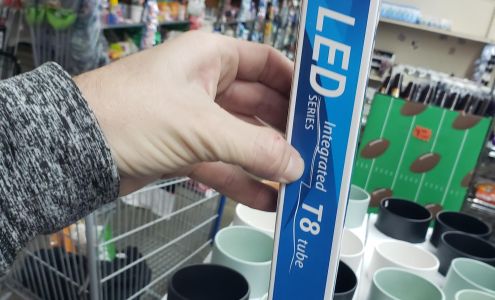 LED
SERIES
Integrated
T8 tube